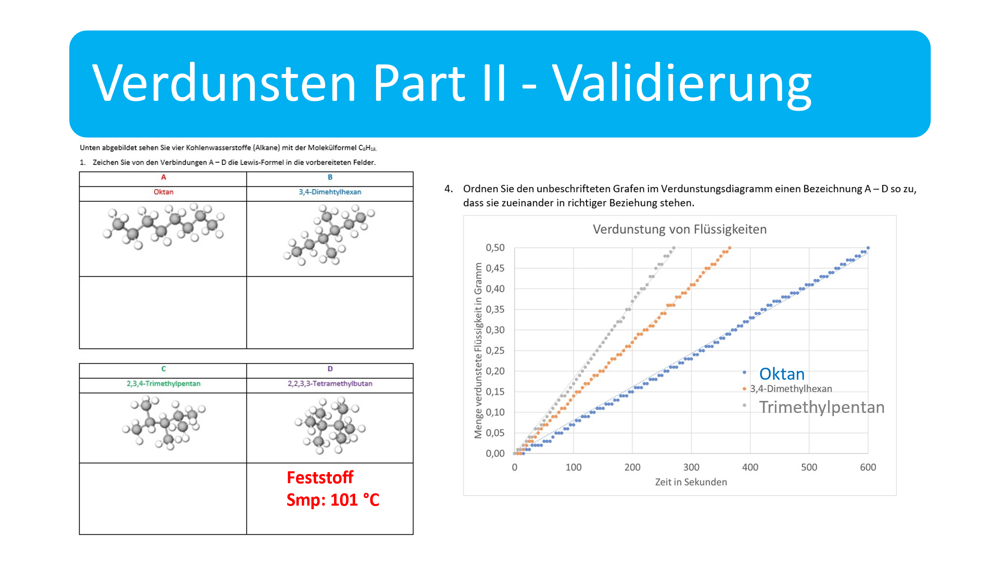 Verdunsten Part II - Validierung
Unten abgebildet sehen Sie vier Kohlenwasserstoffe (Alkane) mit der Molekülformel C₈H₁₈.
1. Zeichen Sie von den Verbindungen A – D die Lewis-Formel in die vorbereiteten Felder.
A
B
Oktan
3,4-Dimehtylhexan
C
D
2,3,4-Trimethylpentan
2,2,3,3-Tetramethylbutan
Feststoff
Smp: 101 °C
4. Ordnen Sie den unbeschrifteten Grafen im Verdunstungsdiagramm einen Bezeichnung A – D so zu,
dass sie zueinander in richtiger Beziehung stehen.
Verdunstung von Flüssigkeiten
Menge verdunstete Flüssigkeit in Gramm
0,50
0,45
0,40
0,35
0,30
0,25
0,20
0,15
0,10
0,05
0,00
Oktan
3,4-Dimethylhexan
Trimethylpentan
0 100 200 300 400 500 600
Zeit in Sekunden